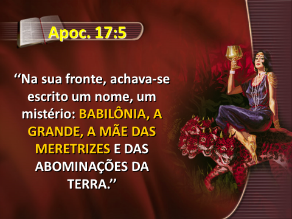 Apoc. 17:5
“Na sua fronte, achava-se
escrito um nome, um
mistério: BABILÔNIA, A
GRANDE, A MÃE DAS
MERETRIZES E DAS
ABOMINAÇÕES DA
TERRA.”